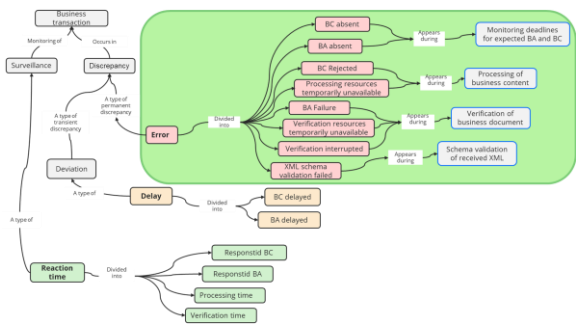 Business
transaction
Monitoring of
Occurs in
Surveillance
Discrepancy
A type of
transient
discrepancy
A type of
permanent
discrepancy
Deviation
A type of
A type of
Error
Divided
into
BC absent
BA absent
BC Rejected
Processing resources
temporarily unavailable
BA Failure
Verification resources
temporarily unavailable
Verification interrupted
XML schema
validation failed
Appears
during
Monitoring deadlines
for expected BA and BC
Appears
during
Processing of
business content
Appears
during
Verification of
business document
Appears
during
Schema validation
of received XML
Delay
Divided
into
BC delayed
BA delayed
Reaction
time
Divided
into
Responstid BC
Responstid BA
Processing time
Verification time